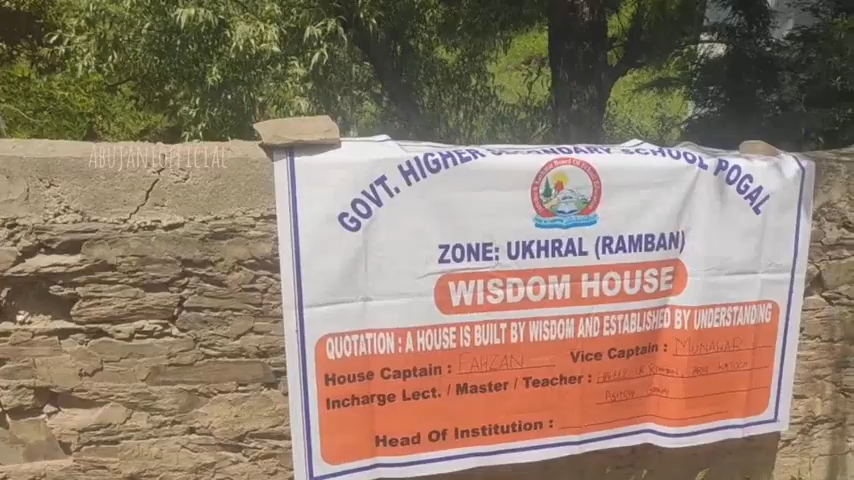 GOVT. HIGHER SECONDARY SCHOOL POGAL
ABUJANIOFFICIAL
ZONE: UKHRAL (RAMBAN)
WISDOM HOUSE
QUOTATION : A HOUSE IS BUILT BY WISDOM AND ESTABLISHED BY UNDERSTANDING
House Captain : FAHZAN Vice Captain : MUNAWAR
Incharge Lect. / Master / Teacher :
Head Of Institution :